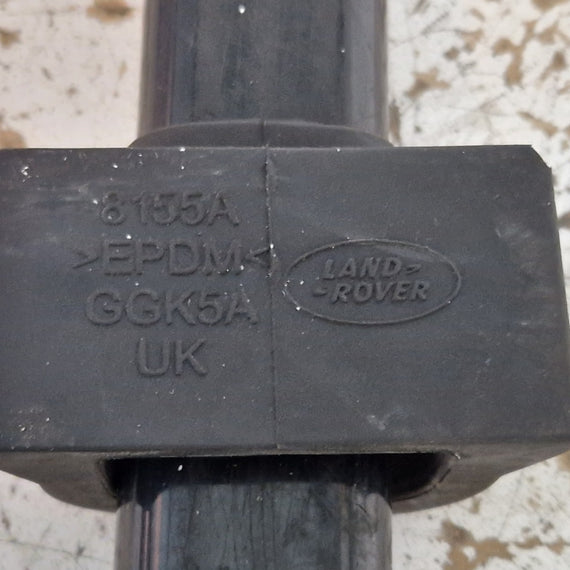 8155A
>EPDM<
GGK5A
UK
LAND-
-ROVER